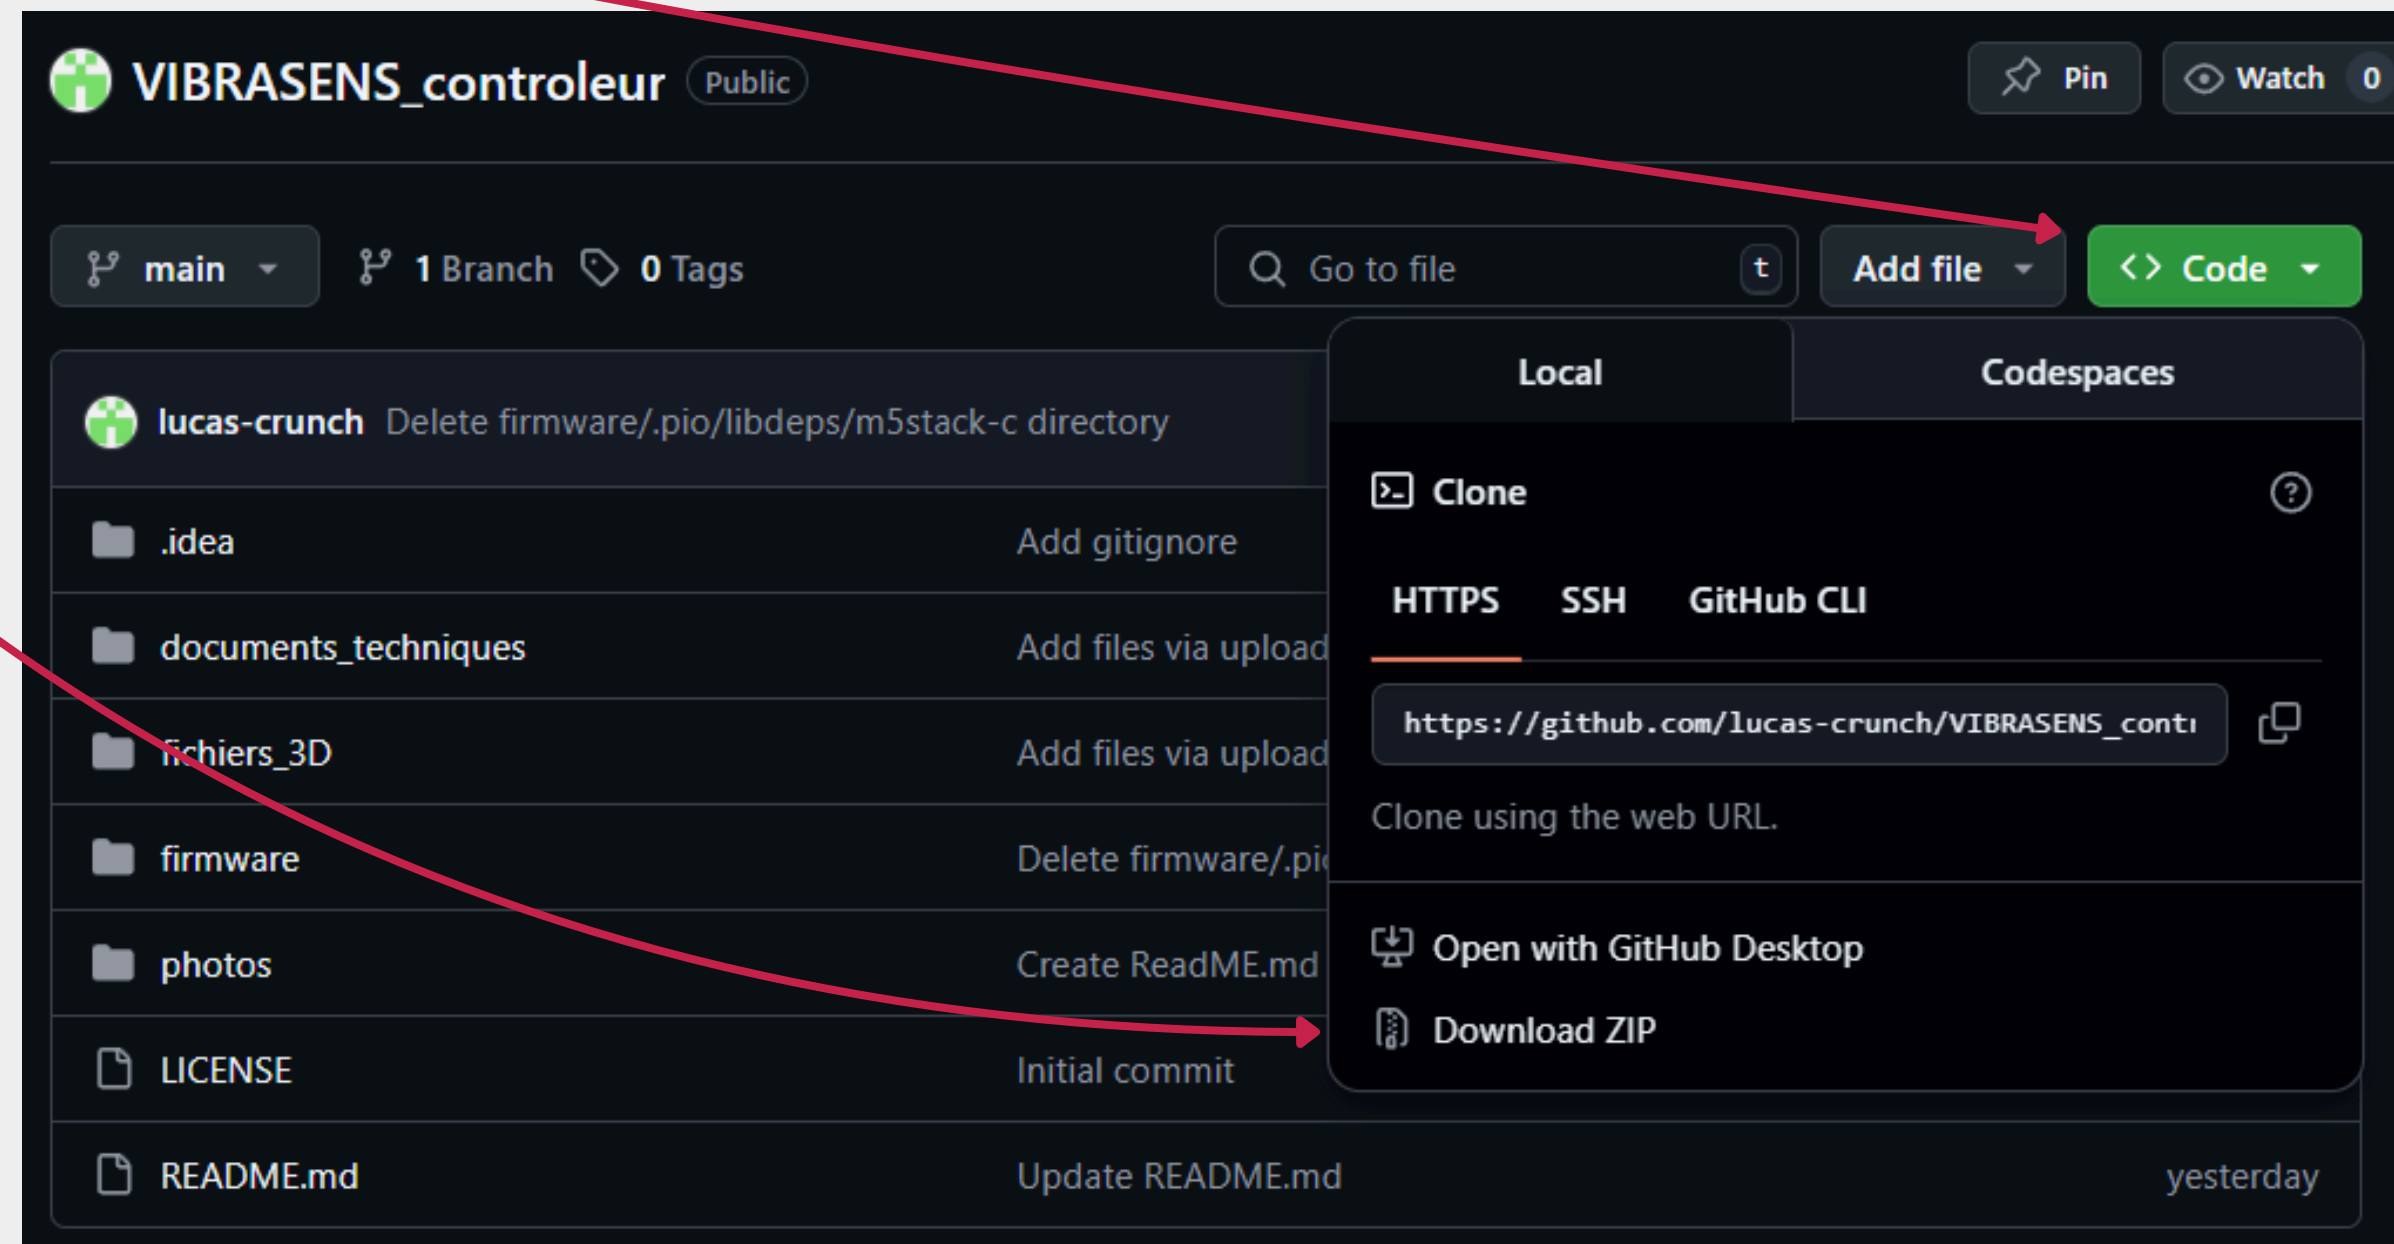 VIBRASENS_controleur Public Pin Watch 0
main 1 Branch 0 Tags Go to file t Add file Code
Local Codespaces
lucas-crunch Delete firmware/.pio/libdeps/m5stack-c directory
Clone
.idea Add gitignore
HTTPS SSH GitHub CLI
documents_techniques Add files via upload
https://github.com/lucas-crunch/VIBRASENS_contr
fichiers_3D Add files via upload
Clone using the web URL.
firmware Delete firmware/.pio
Open with GitHub Desktop
photos Create ReadME.md
Download ZIP
LICENSE Initial commit
README.md Update README.md yesterday